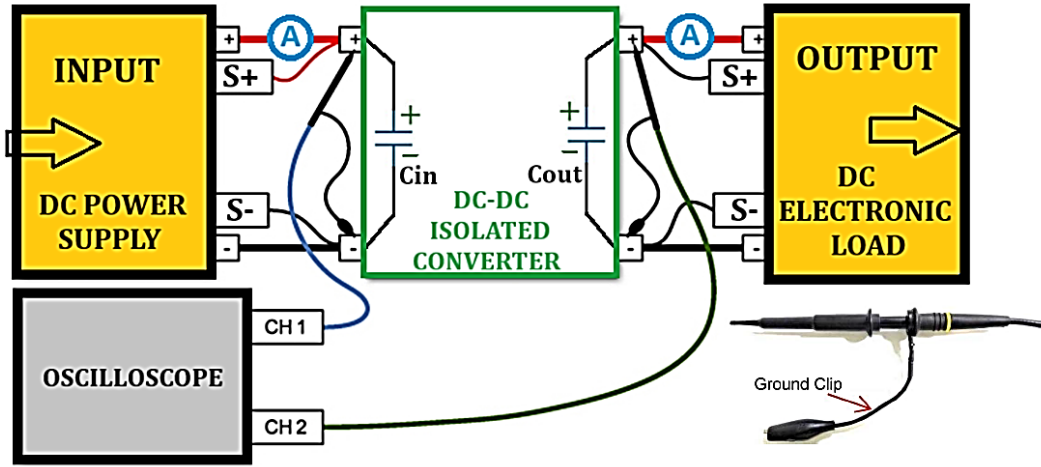 INPUT
DC POWER
SUPPLY
+
S+
S-
-
A
+
-
+
-
Cin
DC-DC
ISOLATED
CONVERTER
+
-
Cout
+
-
A
+
S+
S-
-
OUTPUT
DC
ELECTRONIC
LOAD
OSCILLOSCOPE
CH 1
CH 2
Ground Clip